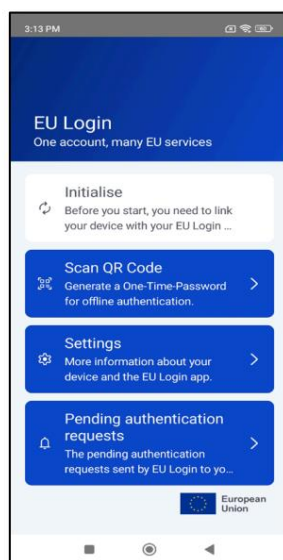 3:13 PM
EU Login
One account, many EU services
Initialise
Before you start, you need to link
your device with your EU Login ...
Scan QR Code
Generate a One-Time-Password
for offline authentication.
Settings
More information about your
device and the EU Login app.
Pending authentication
requests
The pending authentication
requests sent by EU Login to yo...
European
Union